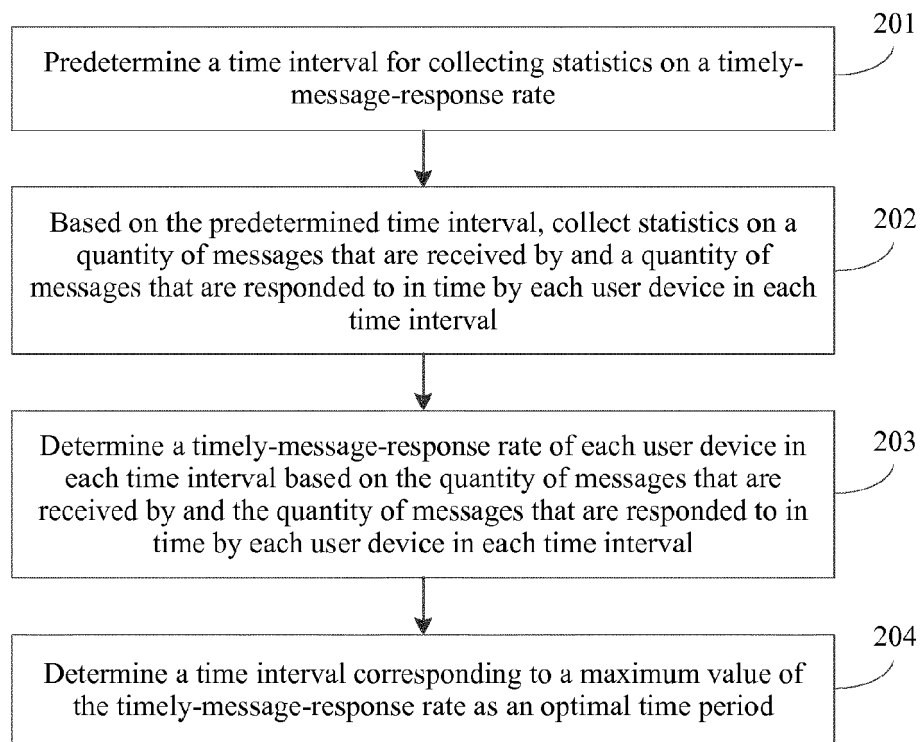 201
Predetermine a time interval for collecting statistics on a timely-
message-response rate
202
Based on the predetermined time interval, collect statistics on a
quantity of messages that are received by and a quantity of
messages that are responded to in time by each user device in each
time interval
203
Determine a timely-message-response rate of each user device in
each time interval based on the quantity of messages that are
received by and the quantity of messages that are responded to in
time by each user device in each time interval
204
Determine a time interval corresponding to a maximum value of
the timely-message-response rate as an optimal time period